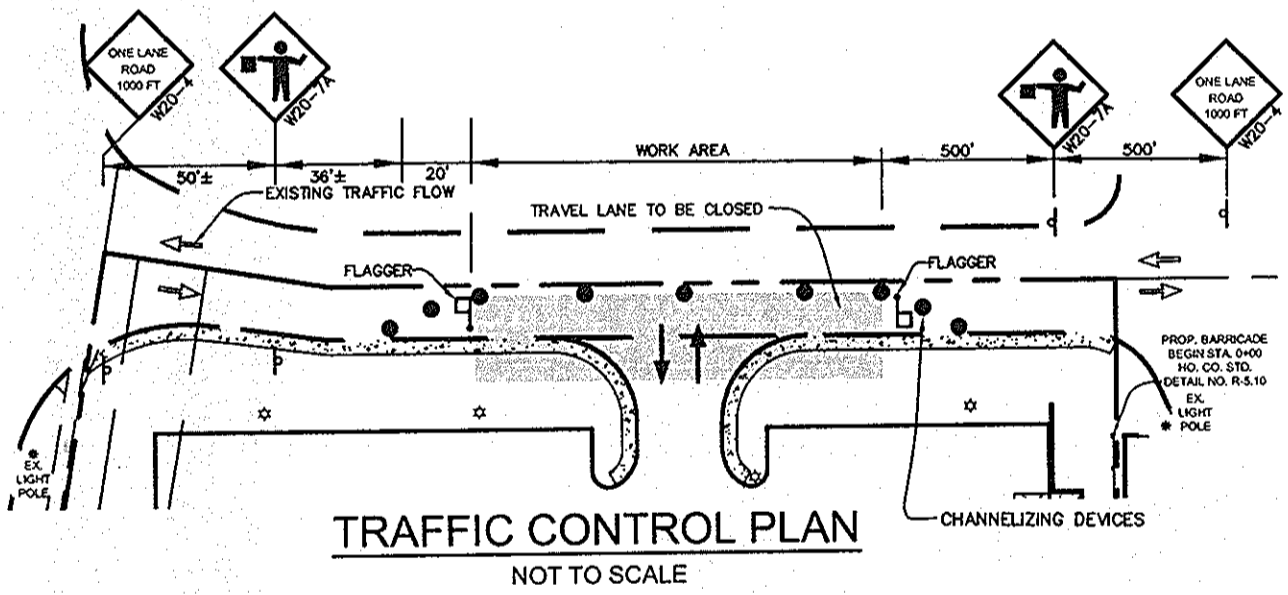 ONE LANE
ROAD
1000 FT
W20-4
W20-7A
W20-7A
ONE LANE
ROAD
1000 FT
W20-4
50'±
36'±
20'
WORK AREA
500'
500'
EXISTING TRAFFIC FLOW
TRAVEL LANE TO BE CLOSED
FLAGGER
FLAGGER
PROP. BARRICADE
BEGIN STA. 0+00
HO. CO. STD.
DETAIL NO. R-5.10
EX.
LIGHT
POLE
EX.
LIGHT
POLE
CHANNELIZING DEVICES
TRAFFIC CONTROL PLAN
NOT TO SCALE